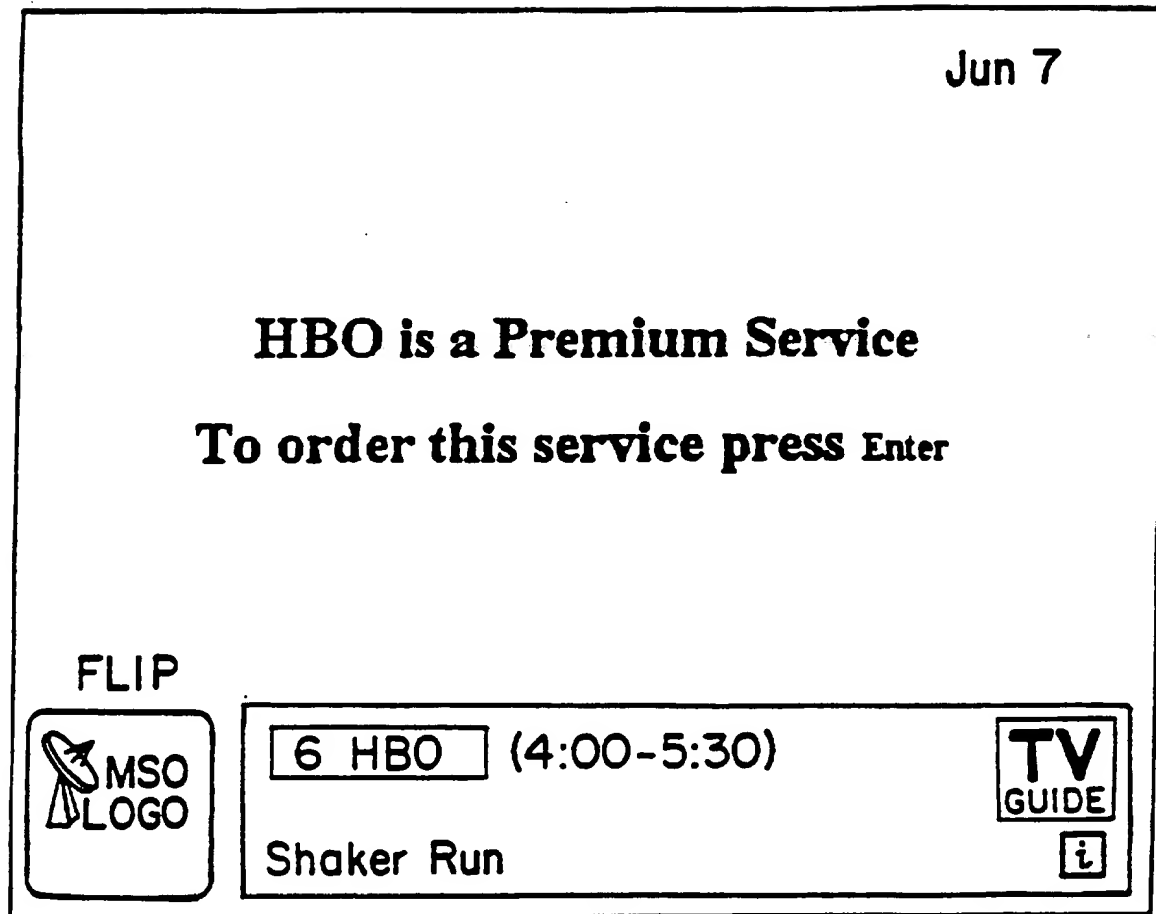 Jun 7
HBO is a Premium Service
To order this service press Enter
FLIP
MSO
LOGO
6 HBO (4:00-5:30)
TV
GUIDE
Shaker Run
i